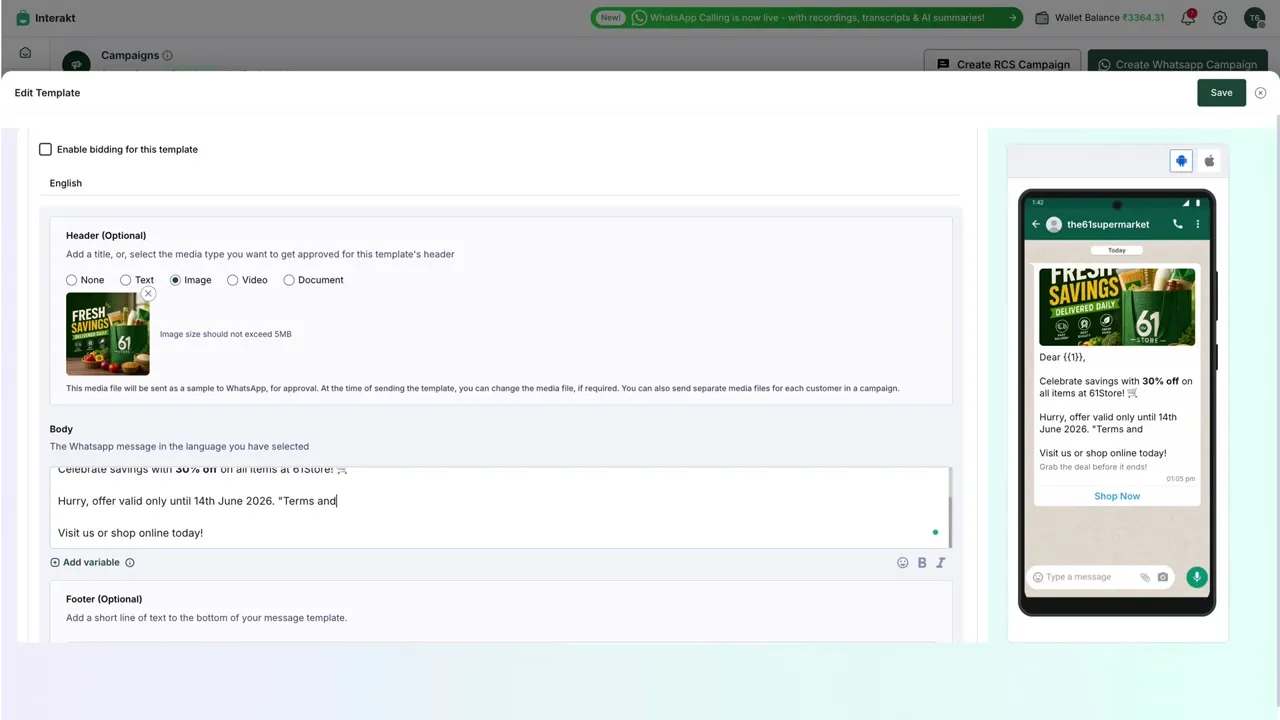 Interakt
New! WhatsApp Calling is now live - with recordings, transcripts & AI summaries! →
Wallet Balance ₹3364.31
7
T6
Campaigns
Create RCS Campaign
Create Whatsapp Campaign
Edit Template
Save
Enable bidding for this template
English
Header (Optional)
Add a title, or, select the media type you want to get approved for this template's header
None
Text
Image
Video
Document
FRESH
SAVINGS
DELIVERED DAILY
61
STORE
Image size should not exceed 5MB
This media file will be sent as a sample to WhatsApp, for approval. At the time of sending the template, you can change the media file, if required. You can also send separate media files for each customer in a campaign.
Body
The Whatsapp message in the language you have selected
Celebrate savings with 30% off on all items at 61Store! 🛒
Hurry, offer valid only until 14th June 2026. "Terms and
Visit us or shop online today!
Add variable
B I
Footer (Optional)
Add a short line of text to the bottom of your message template.
1:42
the61supermarket
Today
FRESH
SAVINGS
DELIVERED DAILY
61
STORE
Dear {{1}},
Celebrate savings with 30% off on
all items at 61Store! 🛒
Hurry, offer valid only until 14th
June 2026. "Terms and
Visit us or shop online today!
Grab the deal before it ends!
01:05 pm
Shop Now
Type a message